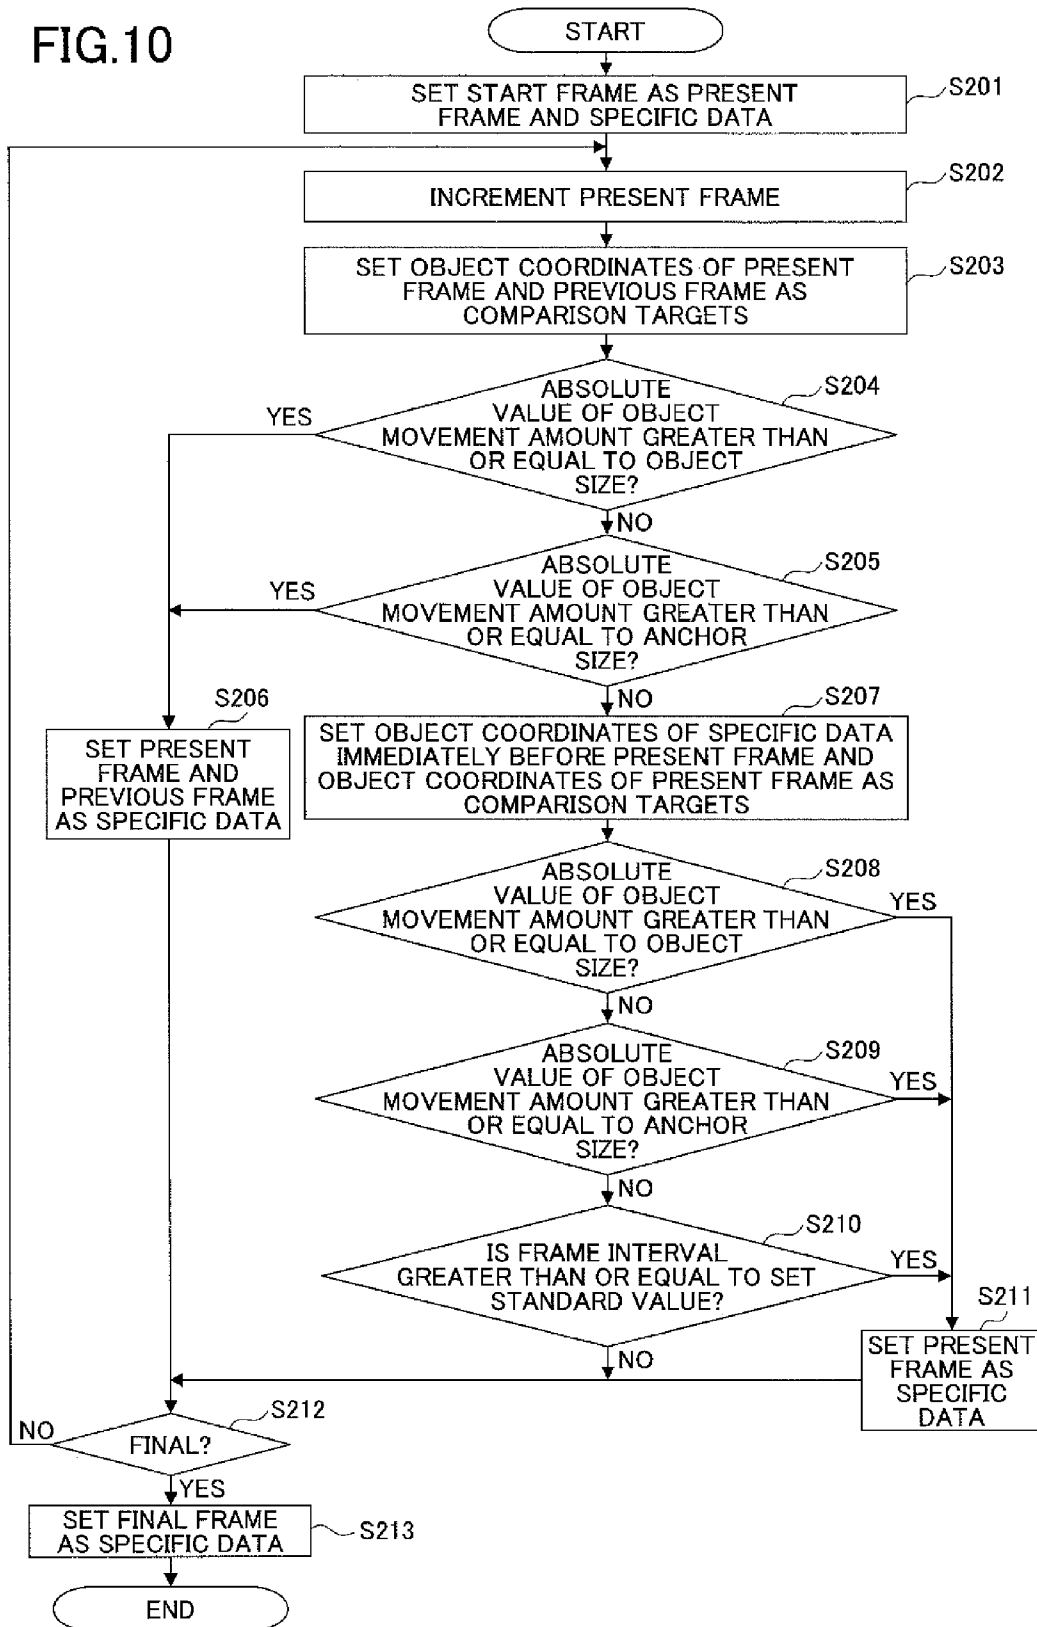 FIG.10
START
SET START FRAME AS PRESENT
FRAME AND SPECIFIC DATA
S201
INCREMENT PRESENT FRAME
S202
SET OBJECT COORDINATES OF PRESENT
FRAME AND PREVIOUS FRAME AS
COMPARISON TARGETS
S203
ABSOLUTE
VALUE OF OBJECT
MOVEMENT AMOUNT GREATER THAN
OR EQUAL TO OBJECT
SIZE?
S204
YES
NO
ABSOLUTE
VALUE OF OBJECT
MOVEMENT AMOUNT GREATER THAN
OR EQUAL TO ANCHOR
SIZE?
S205
YES
NO
S206
SET PRESENT
FRAME AND
PREVIOUS FRAME
AS SPECIFIC DATA
S207
SET OBJECT COORDINATES OF SPECIFIC DATA
IMMEDIATELY BEFORE PRESENT FRAME AND
OBJECT COORDINATES OF PRESENT FRAME AS
COMPARISON TARGETS
ABSOLUTE
VALUE OF OBJECT
MOVEMENT AMOUNT GREATER THAN
OR EQUAL TO OBJECT
SIZE?
S208
YES
NO
ABSOLUTE
VALUE OF OBJECT
MOVEMENT AMOUNT GREATER THAN
OR EQUAL TO ANCHOR
SIZE?
S209
YES
NO
IS FRAME INTERVAL
GREATER THAN OR EQUAL TO SET
STANDARD VALUE?
S210
YES
NO
S211
SET PRESENT
FRAME AS
SPECIFIC
DATA
S212
FINAL?
NO
YES
SET FINAL FRAME
AS SPECIFIC DATA
S213
END